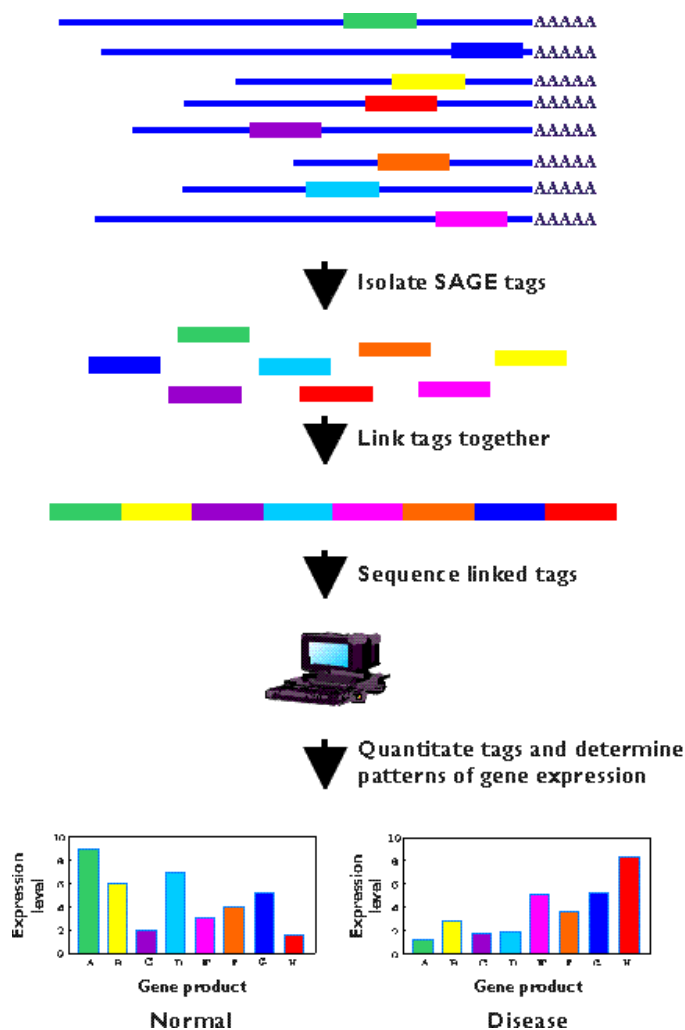 AAAAA
AAAAA
AAAAA
AAAAA
AAAAA
AAAAA
AAAAA
AAAAA
Isolate SAGE tags
Link tags together
Sequence linked tags
Quantitate tags and determine
patterns of gene expression
Expression
level
10
8
6
4
2
0
A B C D E F G H
Gene product
Normal
Expression
level
10
8
6
4
2
0
A B C D E F G H
Gene product
Disease